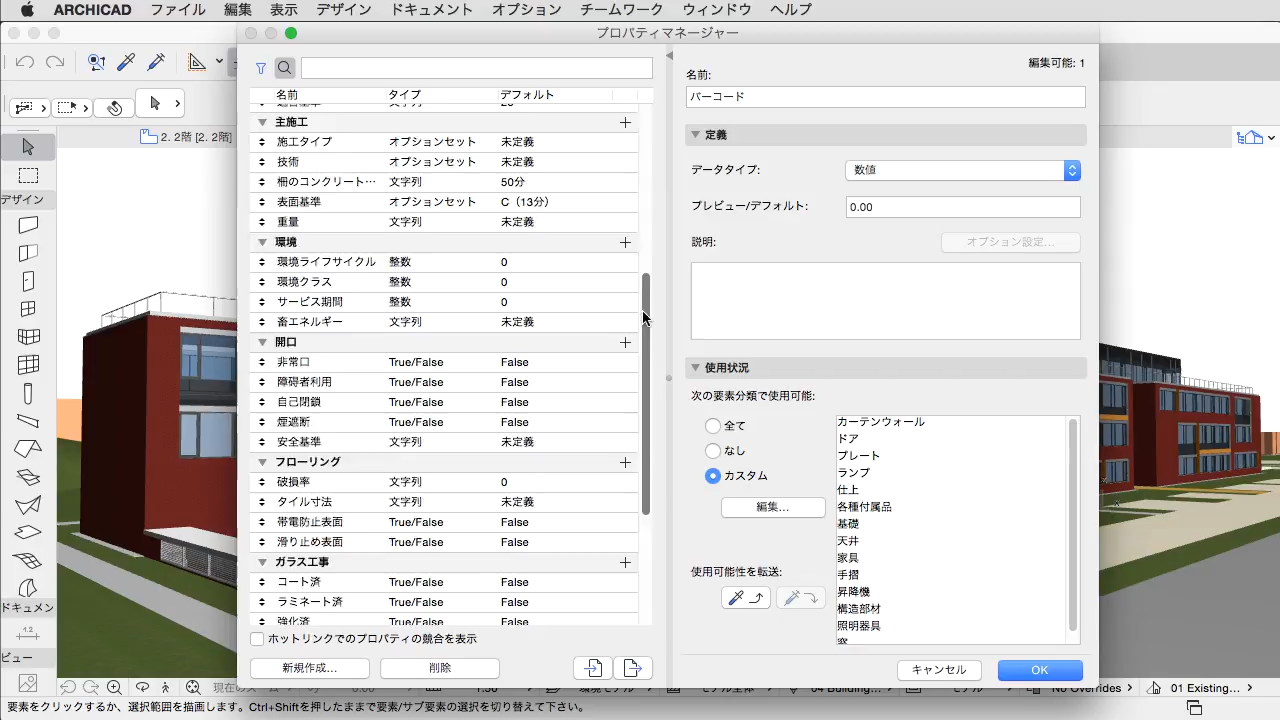 ARCHICAD ファイル 編集 表示 デザイン ドキュメント オプション チームワーク ウィンドウ ヘルプ
プロパティマネージャー
編集可能: 1
名前:
バーコード
名前 タイプ デフォルト
主施工
定義
施工タイプ オプションセット 未定義
技術 オプションセット 未定義
データタイプ: 数値
柵のコンクリート… 文字列 50分
表面基準 オプションセット C（13分）
プレビュー/デフォルト: 0.00
重量 文字列 未定義
環境
説明: オプション設定...
環境ライフサイクル 整数 0
環境クラス 整数 0
サービス期間 整数 0
蓄エネルギー 文字列 未定義
開口
非常口 True/False False
使用状況
障碍者利用 True/False False
次の要素分類で使用可能:
自己閉鎖 True/False False
煙遮断 True/False False
安全基準 文字列 未定義
全て
なし
カスタム
編集...
カーテンウォール
ドア
プレート
ランプ
仕上
各種付属品
基礎
天井
家具
手摺
昇降機
構造部材
照明器具
窓
フローリング
破損率 文字列 0
タイル寸法 文字列 未定義
帯電防止表面 True/False False
滑り止め表面 True/False False
ガラス工事
コート済 True/False False
ラミネート済 True/False False
強化済 True/False False
使用可能性を転送:
ホットリンクでのプロパティの競合を表示
新規作成... 削除
キャンセル OK
2. 2階 [2. 2階]
デザイン
ドキュメン
ビュー
04 Building... No Overrides 01 Existing...
要素をクリックするか、選択範囲を描画します。Ctrl+Shiftを押したままで要素/サブ要素の選択を切り替えて下さい。